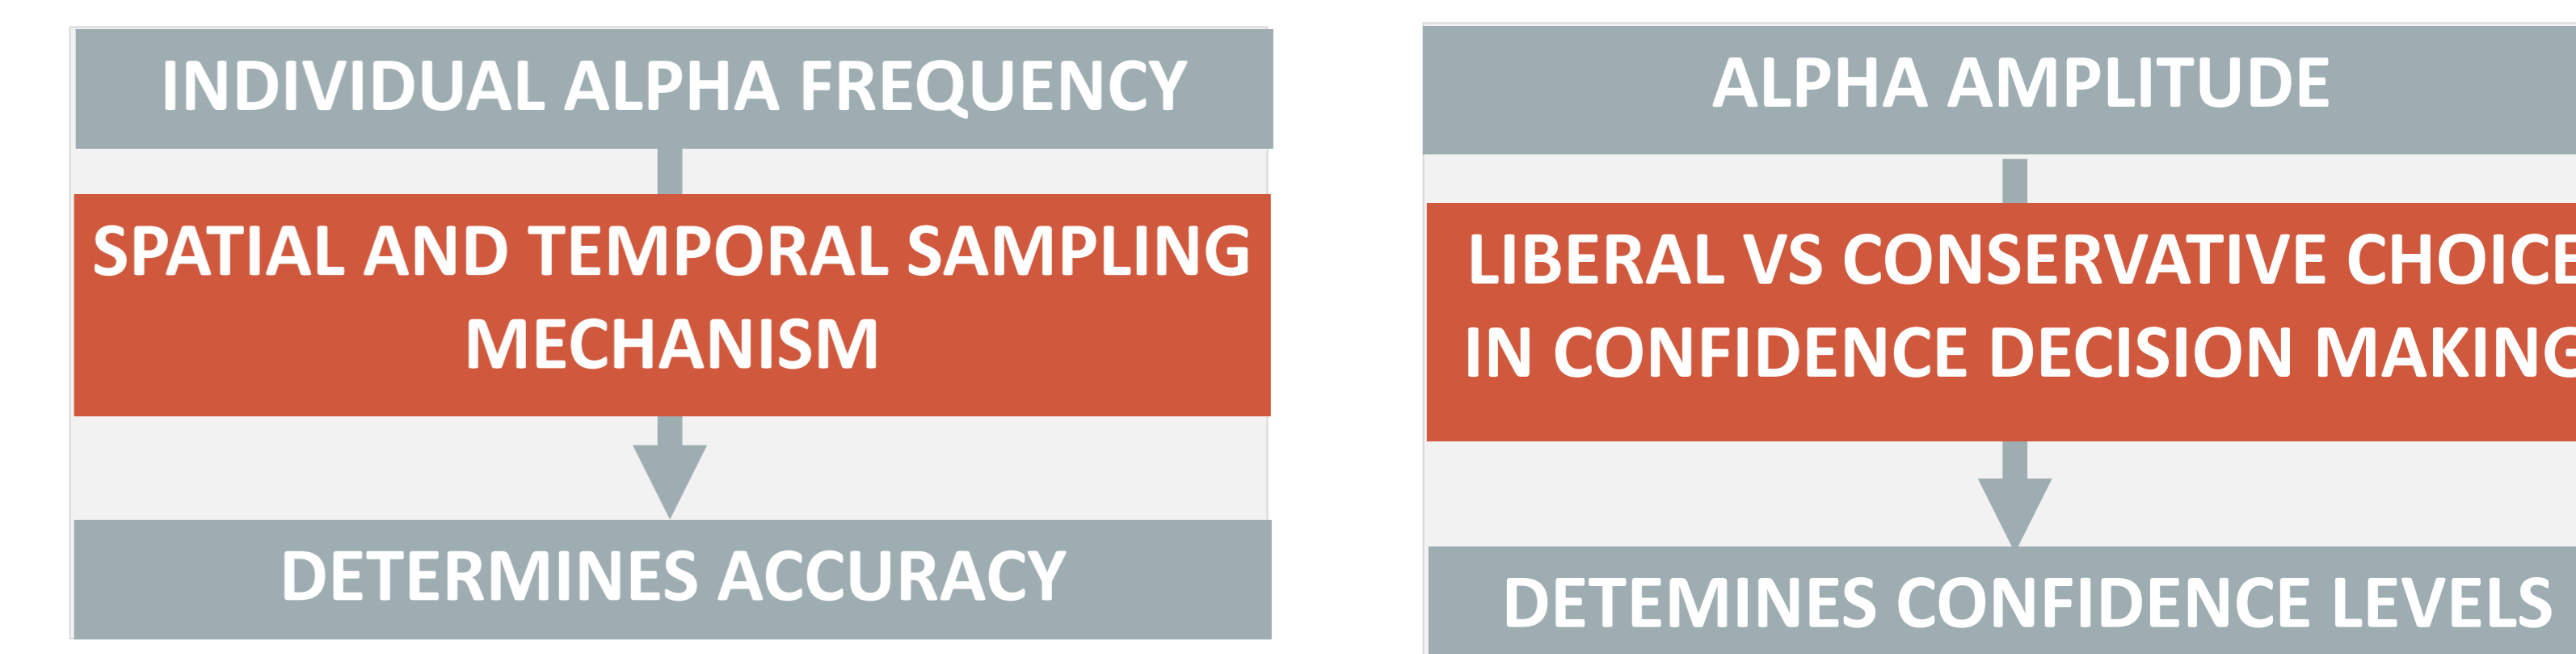 INDIVIDUAL ALPHA FREQUENCY
SPATIAL AND TEMPORAL SAMPLING
MECHANISM
DETERMINES ACCURACY
ALPHA AMPLITUDE
LIBERAL VS CONSERVATIVE CHOICE
IN CONFIDENCE DECISION MAKING
DETEMINES CONFIDENCE LEVELS